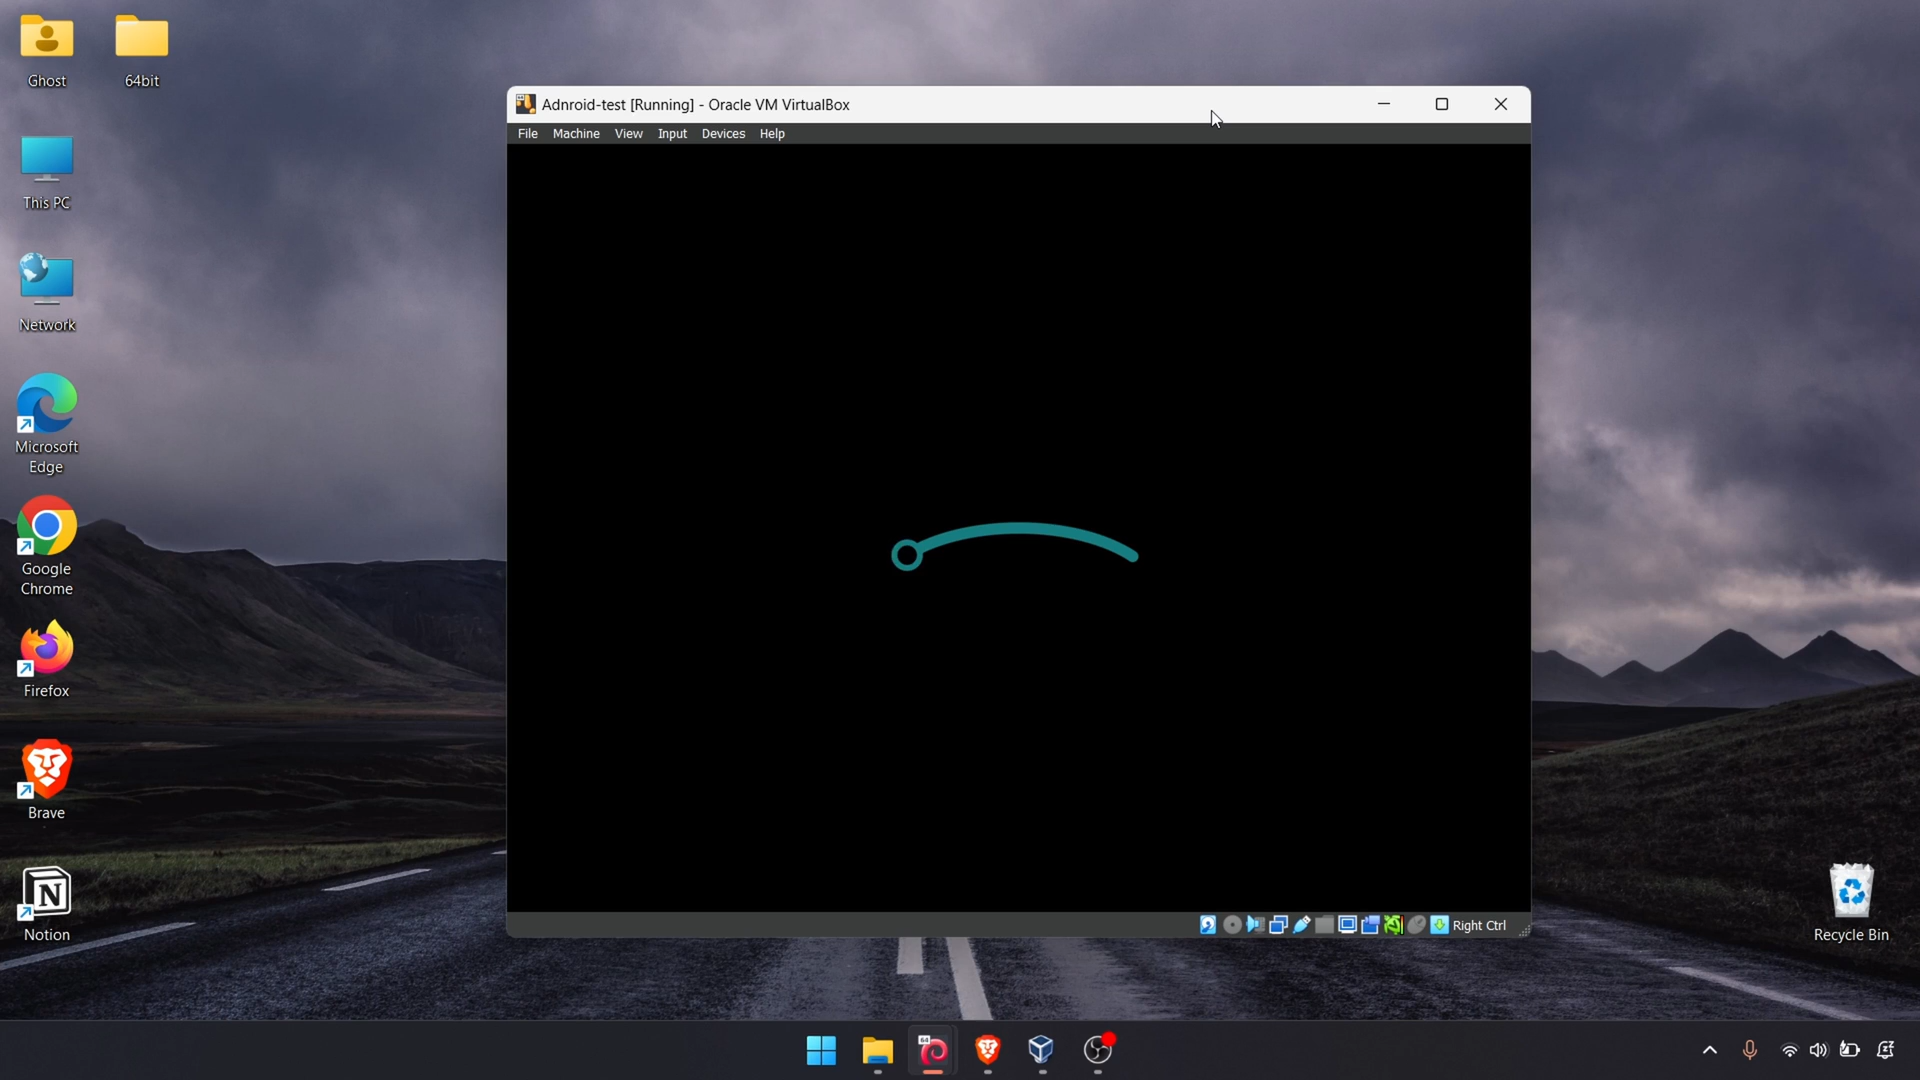 Ghost
64bit
This PC
Network
Microsoft
Edge
Google
Chrome
Firefox
Brave
Notion
Adnroid-test [Running] - Oracle VM VirtualBox
File Machine View Input Devices Help
Right Ctrl
Recycle Bin
64